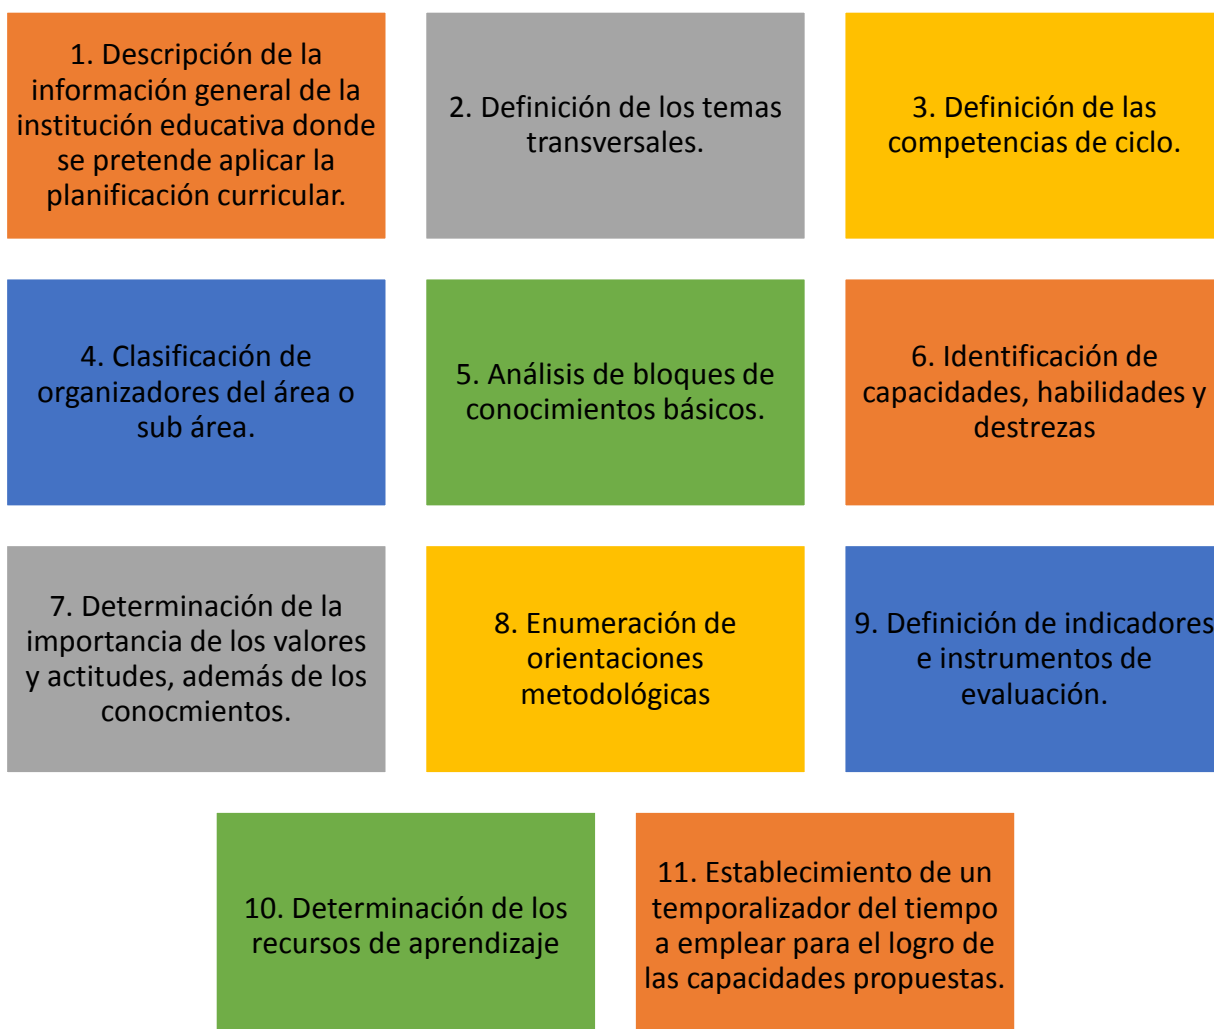 1. Descripción de la
información general de la
institución educativa donde
se pretende aplicar la
planificación curricular.
2. Definición de los temas
transversales.
3. Definición de las
competencias de ciclo.
4. Clasificación de
organizadores del área o
sub área.
5. Análisis de bloques de
conocimientos básicos.
6. Identificación de
capacidades, habilidades y
destrezas
7. Determinación de la
importancia de los valores
y actitudes, además de los
conocmientos.
8. Enumeración de
orientaciones
metodológicas
9. Definición de indicadores
e instrumentos de
evaluación.
10. Determinación de los
recursos de aprendizaje
11. Establecimiento de un
temporalizador del tiempo
a emplear para el logro de
las capacidades propuestas.